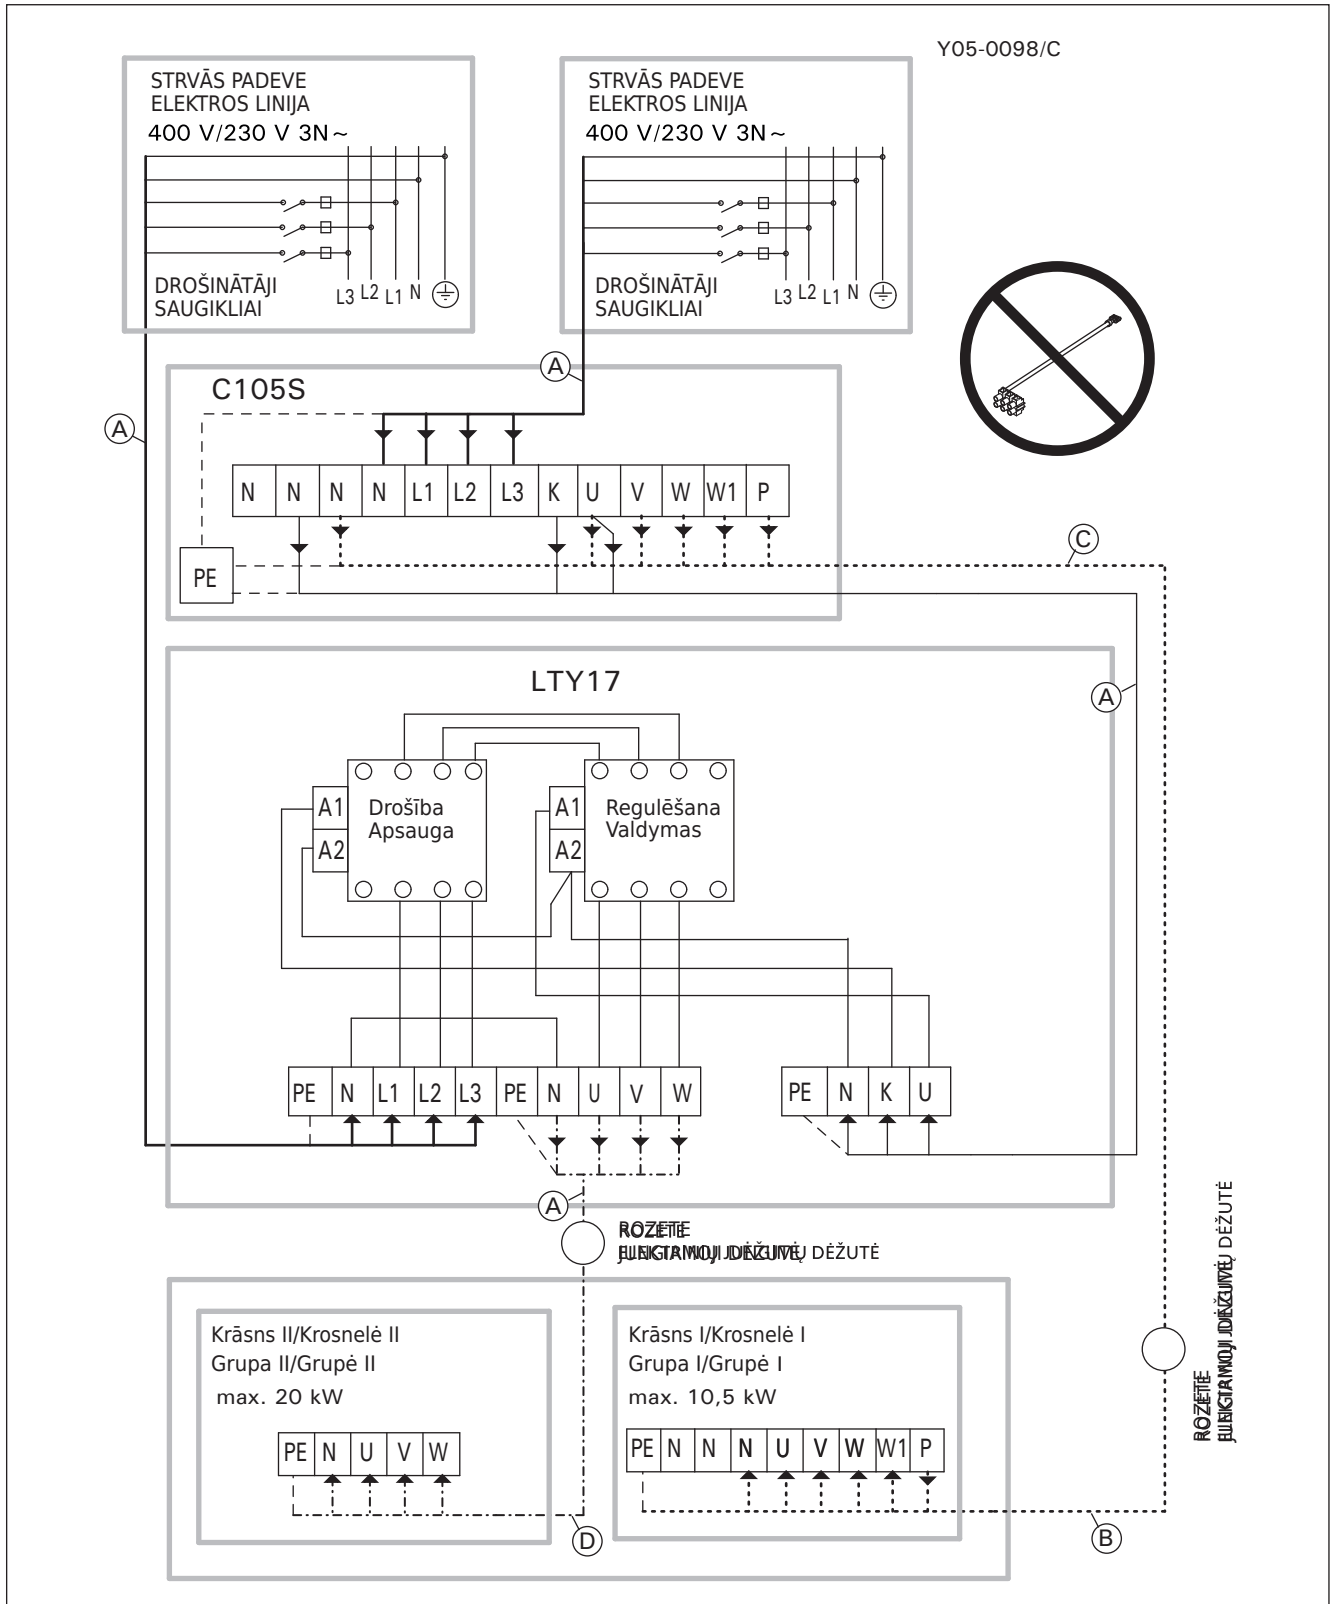 Y05-0098/C
STRVĀS PADEVE
ELEKTROS LINIJA
400 V/230 V 3N~
DROŠINĀTĀJI
SAUGIKLIAI
L3 L2 L1 N
STRVĀS PADEVE
ELEKTROS LINIJA
400 V/230 V 3N~
DROŠINĀTĀJI
SAUGIKLIAI
L3 L2 L1 N
A
A
C105S
N N N N L1 L2 L3 K U V W W1 P
PE
C
LTY17
A
A1
A2
Drošība
Apsauga
A1
A2
Regulēšana
Valdymas
PE N L1 L2 L3 PE N U V W
PE N K U
A
ROZETE
DĖŽUTĖ
Krāsns II/Krosnelė II
Grupa II/Grupė II
max. 20 kW
PE N U V W
D
Krāsns I/Krosnelė I
Grupa I/Grupė I
max. 10,5 kW
PE N N N U V W W1 P
B
ROZETE
DĖŽUTĖ